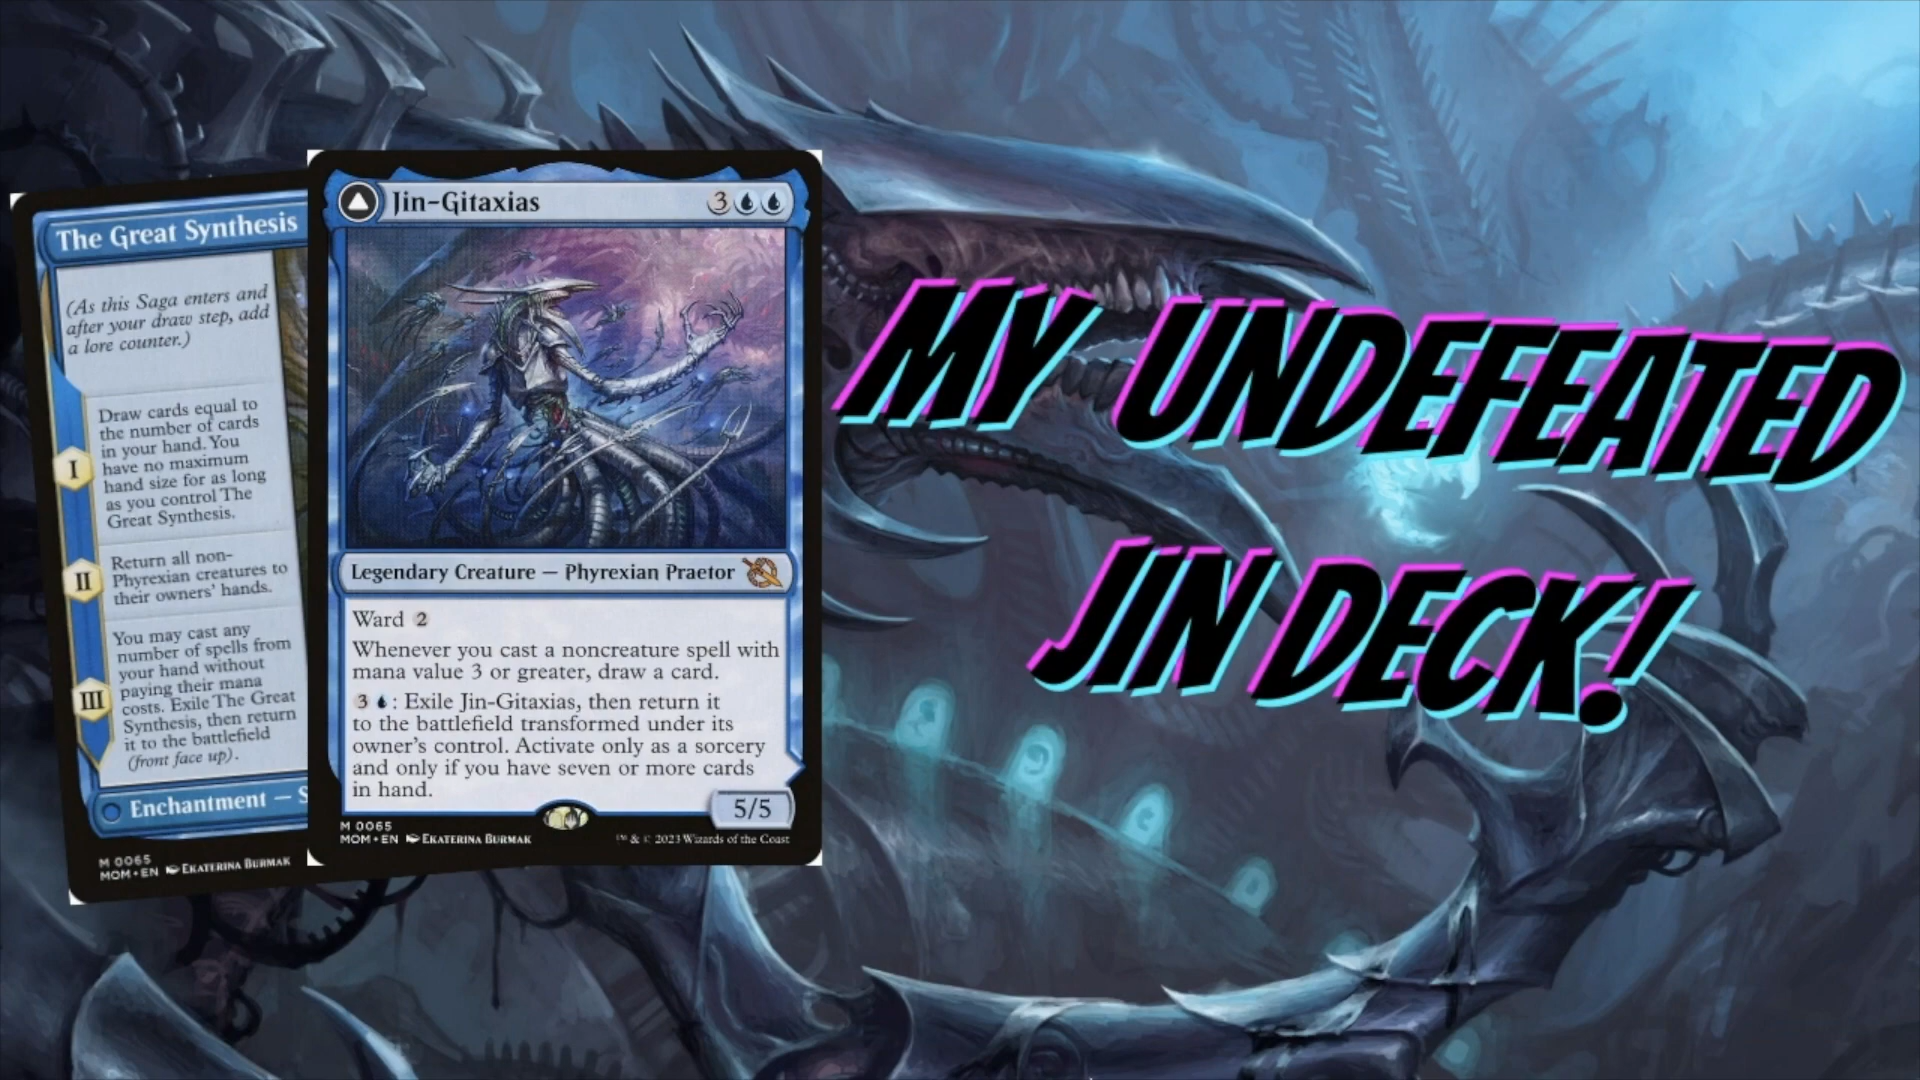 The Great Synthesis
(As this Saga enters and
after your draw step, add
a lore counter.)
I
Draw cards equal to
the number of cards
in your hand. You
have no maximum
hand size for as long
as you control The
Great Synthesis.
II
Return all non-
Phyrexian creatures to
their owners' hands.
III
You may cast any
number of spells from
your hand without
paying their mana
costs. Exile The Great
Synthesis, then return
it to the battlefield
(front face up).
Enchantment — S
M 0065
MOM • EN EKATERINA BURMAK
Jin-Gitaxias 3
Legendary Creature — Phyrexian Praetor
Ward 2
Whenever you cast a noncreature spell with
mana value 3 or greater, draw a card.
3 : Exile Jin-Gitaxias, then return it
to the battlefield transformed under its
owner's control. Activate only as a sorcery
and only if you have seven or more cards
in hand.
5/5
M 0065
MOM • EN EKATERINA BURMAK
™ & © 2023 Wizards of the Coast
MY UNDEFEATED
JIN DECK!